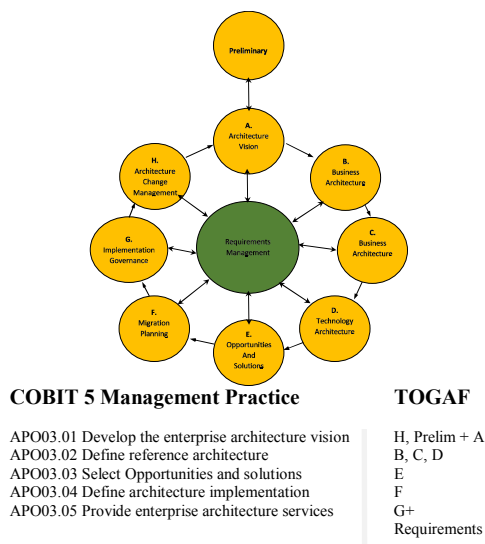 Preliminary
A.
Architecture
Vision
B.
Business
Architecture
C.
Business
Architecture
D.
Technology
Architecture
E.
Opportunities
And
Solutions
F.
Migration
Planning
G.
Implementation
Governance
H.
Architecture
Change
Management
Requirements
Management
COBIT 5 Management Practice TOGAF
APO03.01 Develop the enterprise architecture vision H, Prelim + A
APO03.02 Define reference architecture B, C, D
APO03.03 Select Opportunities and solutions E
APO03.04 Define architecture implementation F
APO03.05 Provide enterprise architecture services G+
Requirements